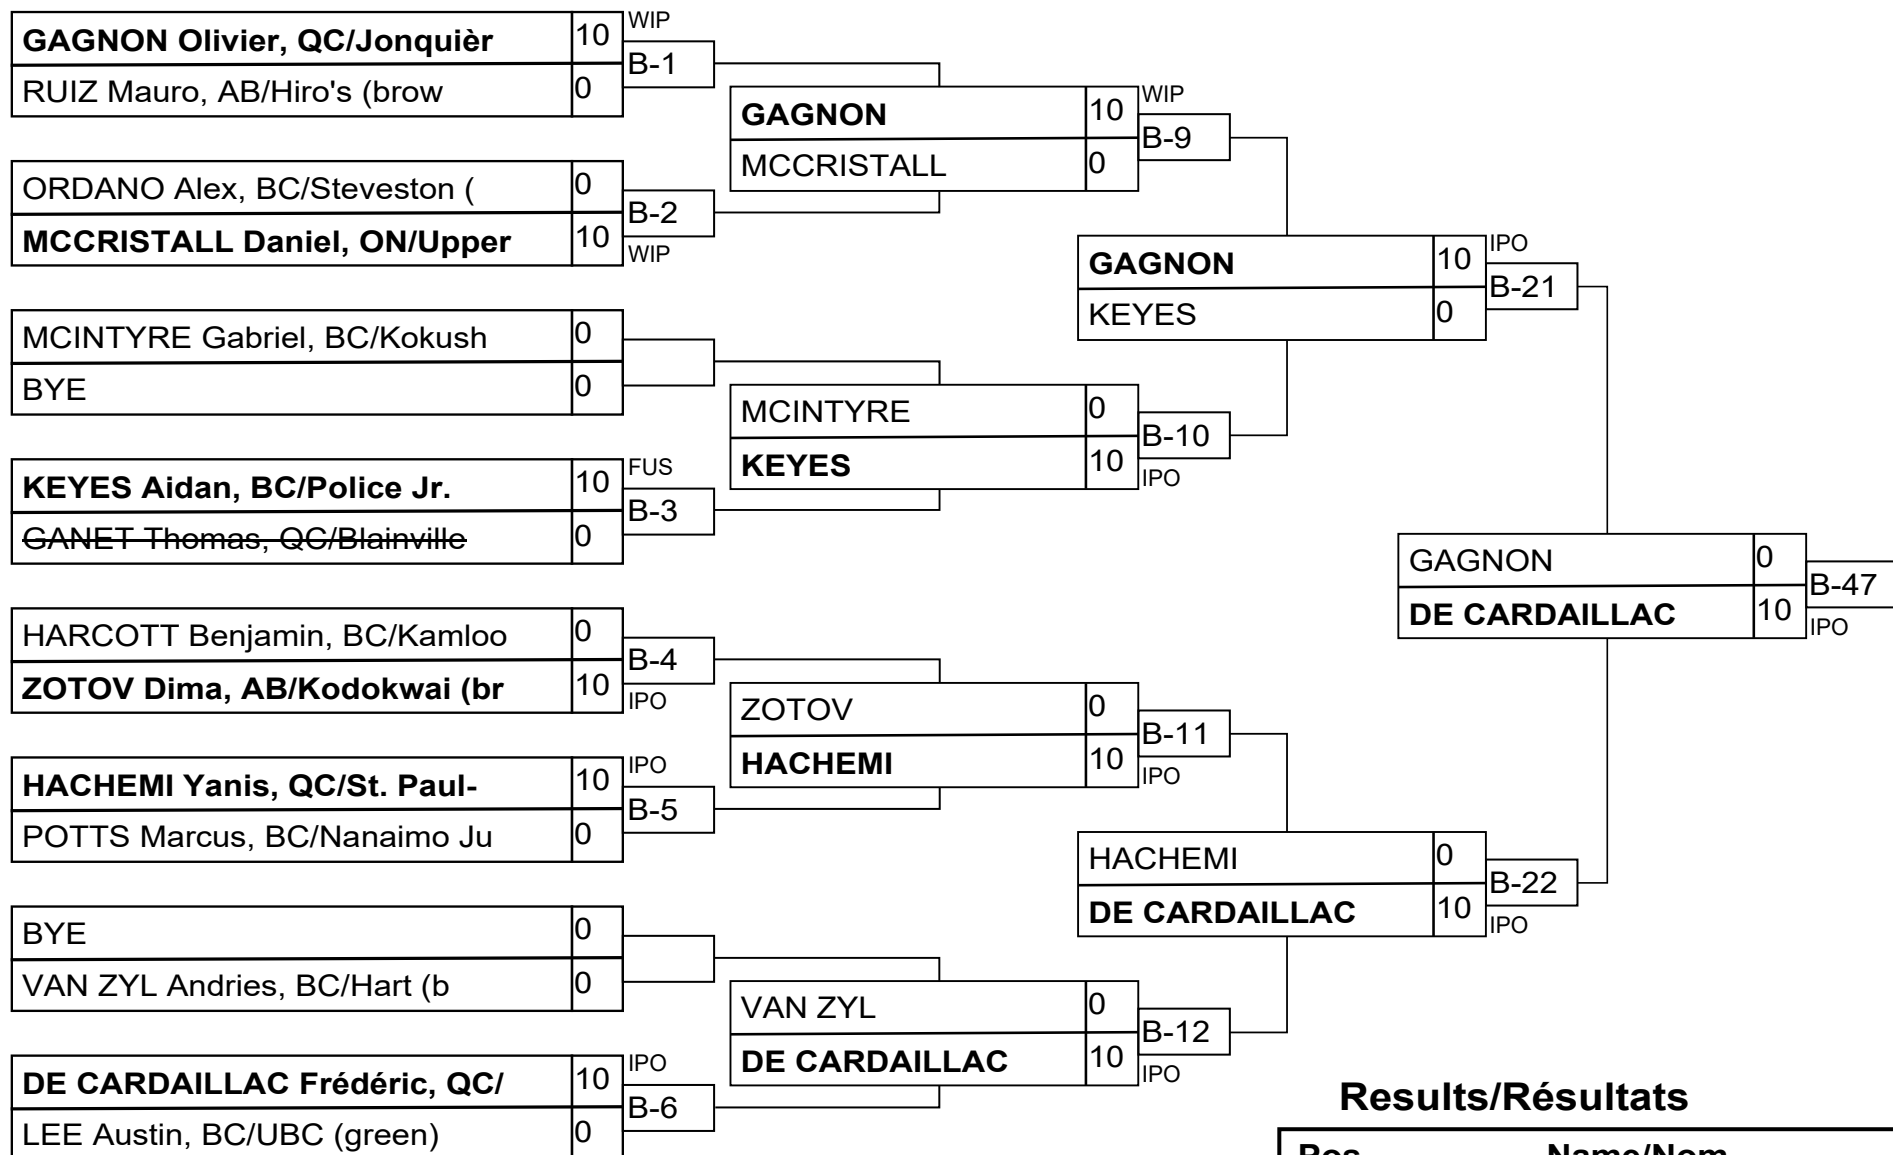 GAGNON Olivier, QC/Jonquièr 10 WIP
B-1
RUIZ Mauro, AB/Hiro's (brow 0
ORDANO Alex, BC/Steveston ( 0
B-2
MCCRISTALL Daniel, ON/Upper 10 WIP
MCINTYRE Gabriel, BC/Kokush 0
BYE 0
KEYES Aidan, BC/Police Jr. 10 FUS
B-3
GANET Thomas, QC/Blainville 0
HARCOTT Benjamin, BC/Kamloo 0
B-4
ZOTOV Dima, AB/Kodokwai (br 10 IPO
HACHEMI Yanis, QC/St. Paul- 10 IPO
B-5
POTTS Marcus, BC/Nanaimo Ju 0
BYE 0
VAN ZYL Andries, BC/Hart (b 0
DE CARDAILLAC Frédéric, QC/ 10 IPO
B-6
LEE Austin, BC/UBC (green) 0
GAGNON 10 WIP
B-9
MCCRISTALL 0
MCINTYRE 0
B-10
KEYES 10 IPO
ZOTOV 0
B-11
HACHEMI 10 IPO
VAN ZYL 0
B-12
DE CARDAILLAC 10 IPO
GAGNON 10 IPO
B-21
KEYES 0
HACHEMI 0
B-22
DE CARDAILLAC 10 IPO
GAGNON 0
B-47
DE CARDAILLAC 10 IPO
Results/Résultats
Pos Name/Nom